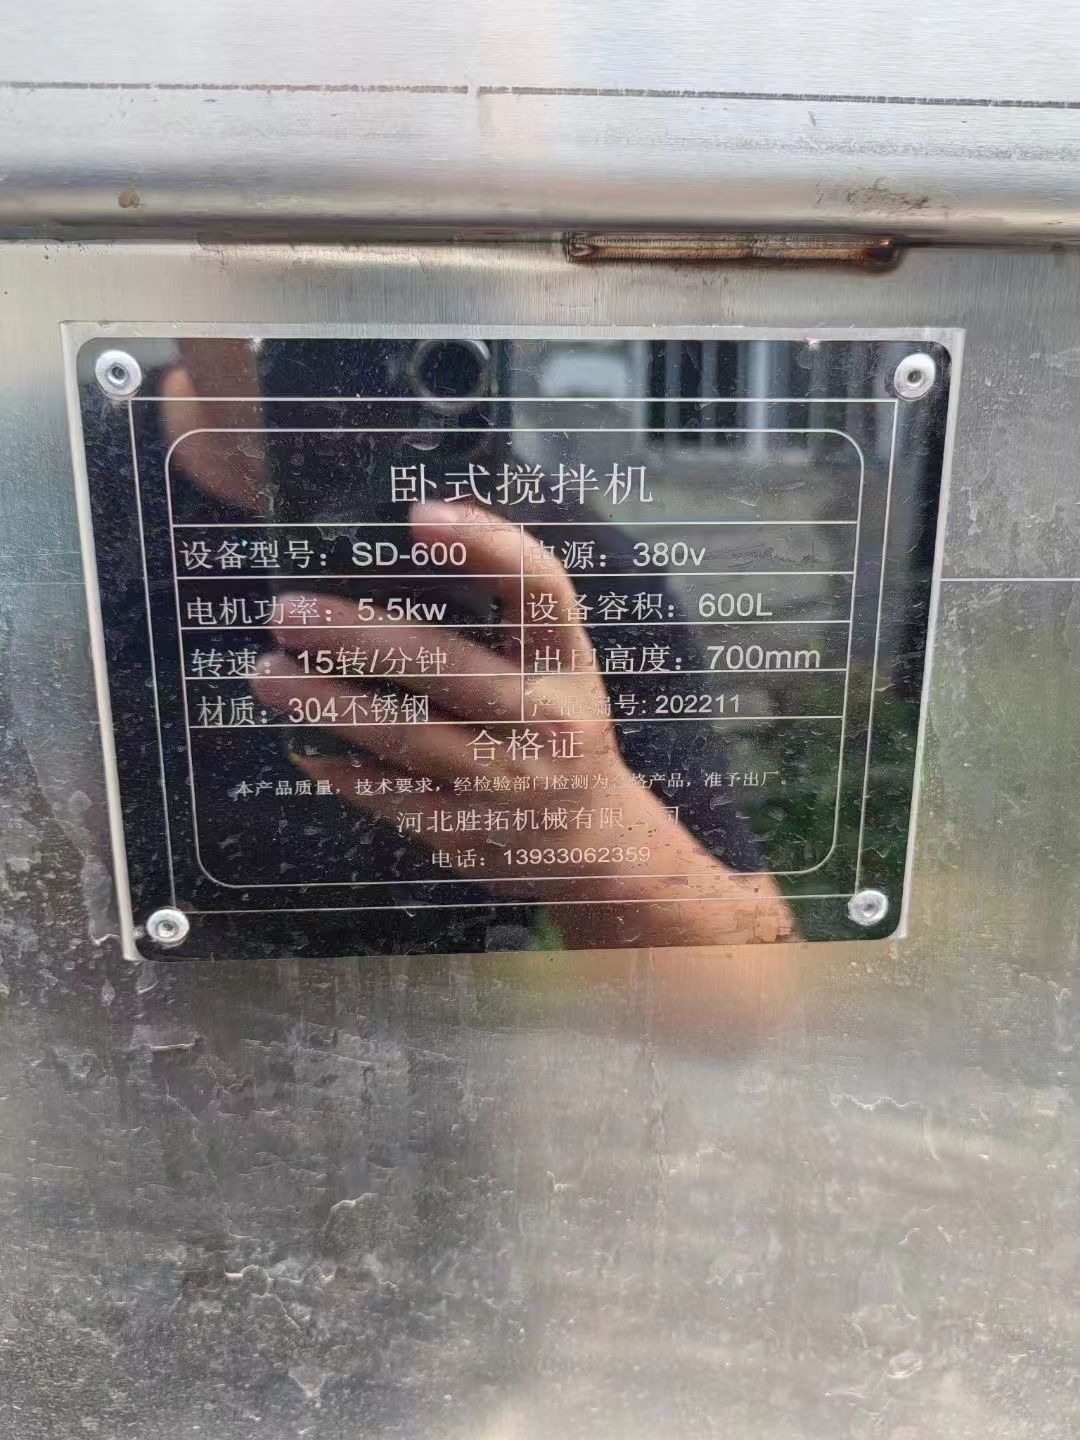 卧式搅拌机
设备型号：SD-600 电源：380v
电机功率：5.5kw 设备容积：600L
转速：15转/分钟 出口高度：700mm
材质：304不锈钢 产品编号: 202211
合格证
本产品质量，技术要求，经检验部门检测为合格产品，准予出厂。
河北胜拓机械有限公司
电话：13933062359